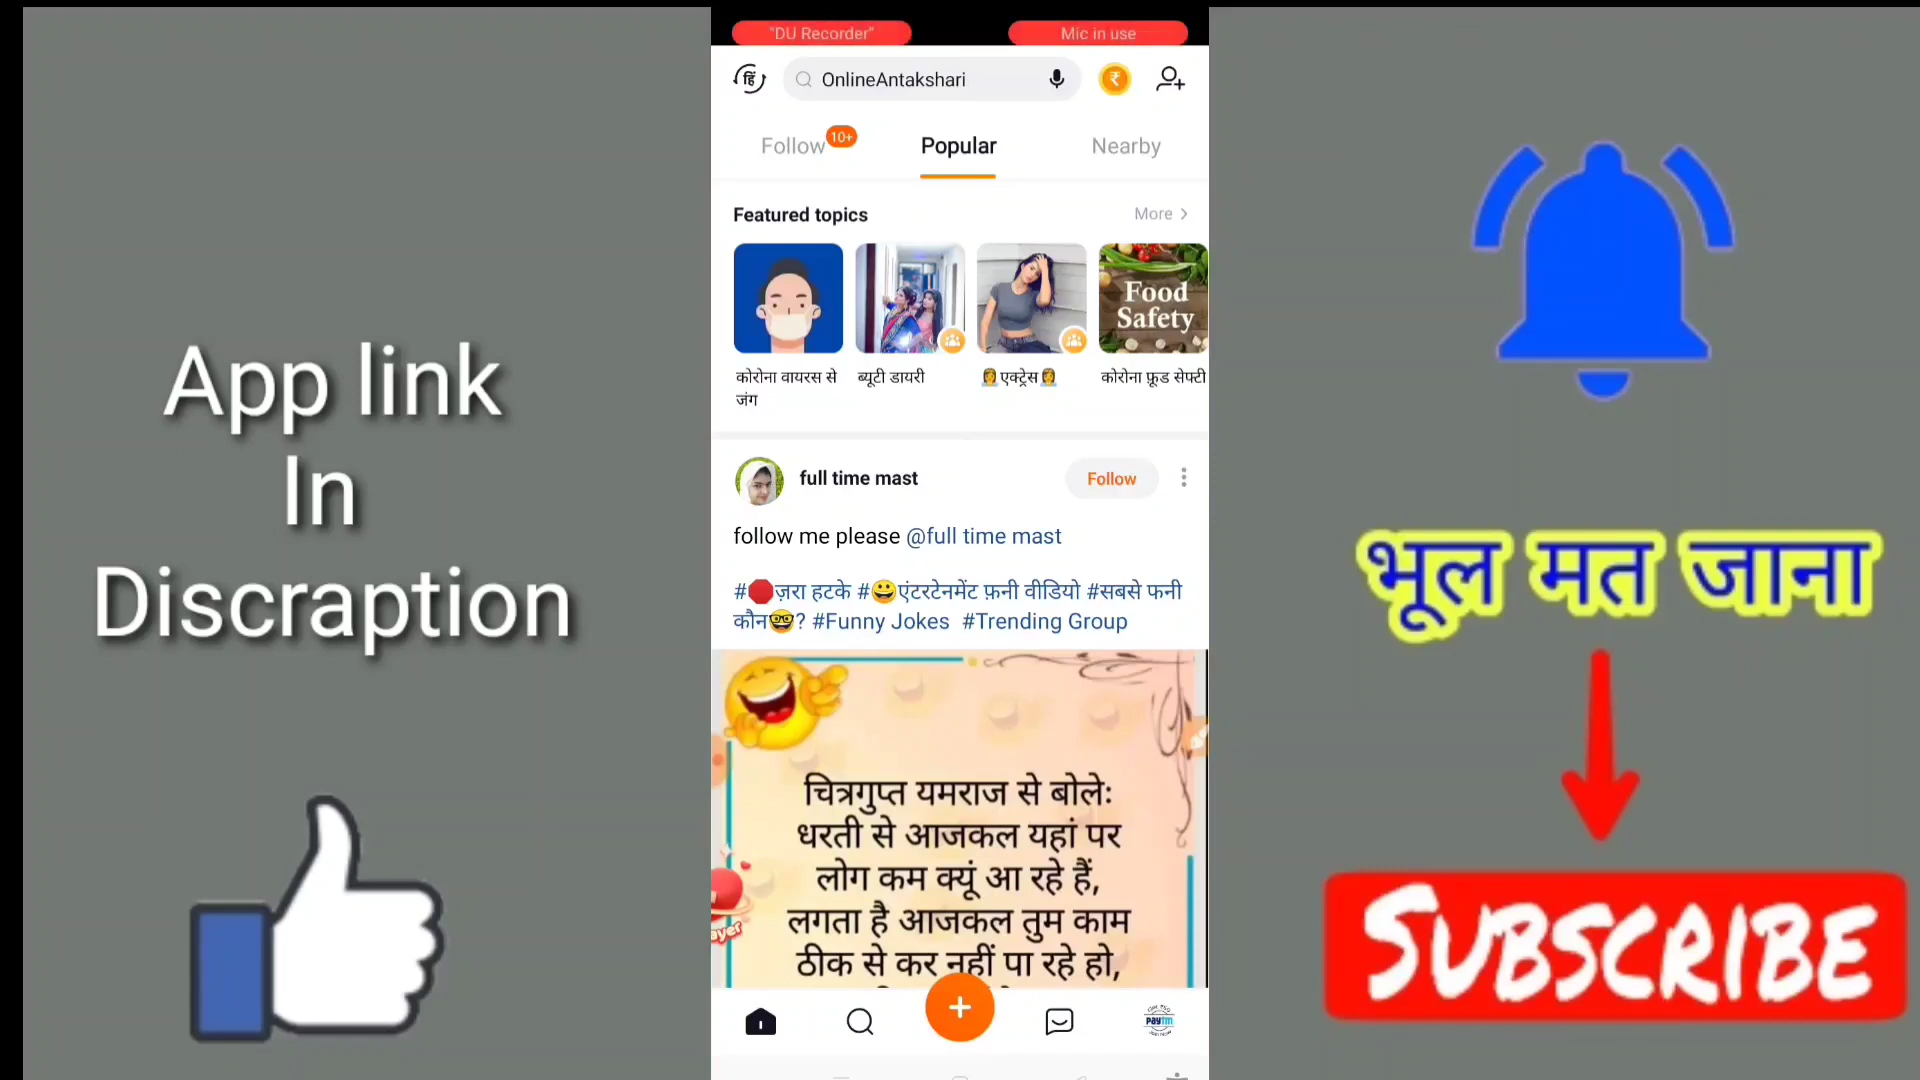 "DU Recorder"
Mic in use
हिं
OnlineAntakshari
₹
Follow
10+
Popular
Nearby
Featured topics
More
Food
Safety
कोरोना वायरस से
जंग
ब्यूटी डायरी
👩एक्ट्रेस👩
कोरोना फ़ूड सेफ्टी
full time mast
Follow
follow me please @full time mast
#🛑ज़रा हटके #😀एंटरटेनमेंट फ़नी वीडियो #सबसे फनी
कौन🤓? #Funny Jokes #Trending Group
चित्रगुप्त यमराज से बोलेः
धरती से आजकल यहां पर
लोग कम क्यूं आ रहे हैं,
लगता है आजकल तुम काम
ठीक से कर नहीं पा रहे हो,
paytm
App link
In
Discraption
भूल मत जाना
SUBSCRIBE